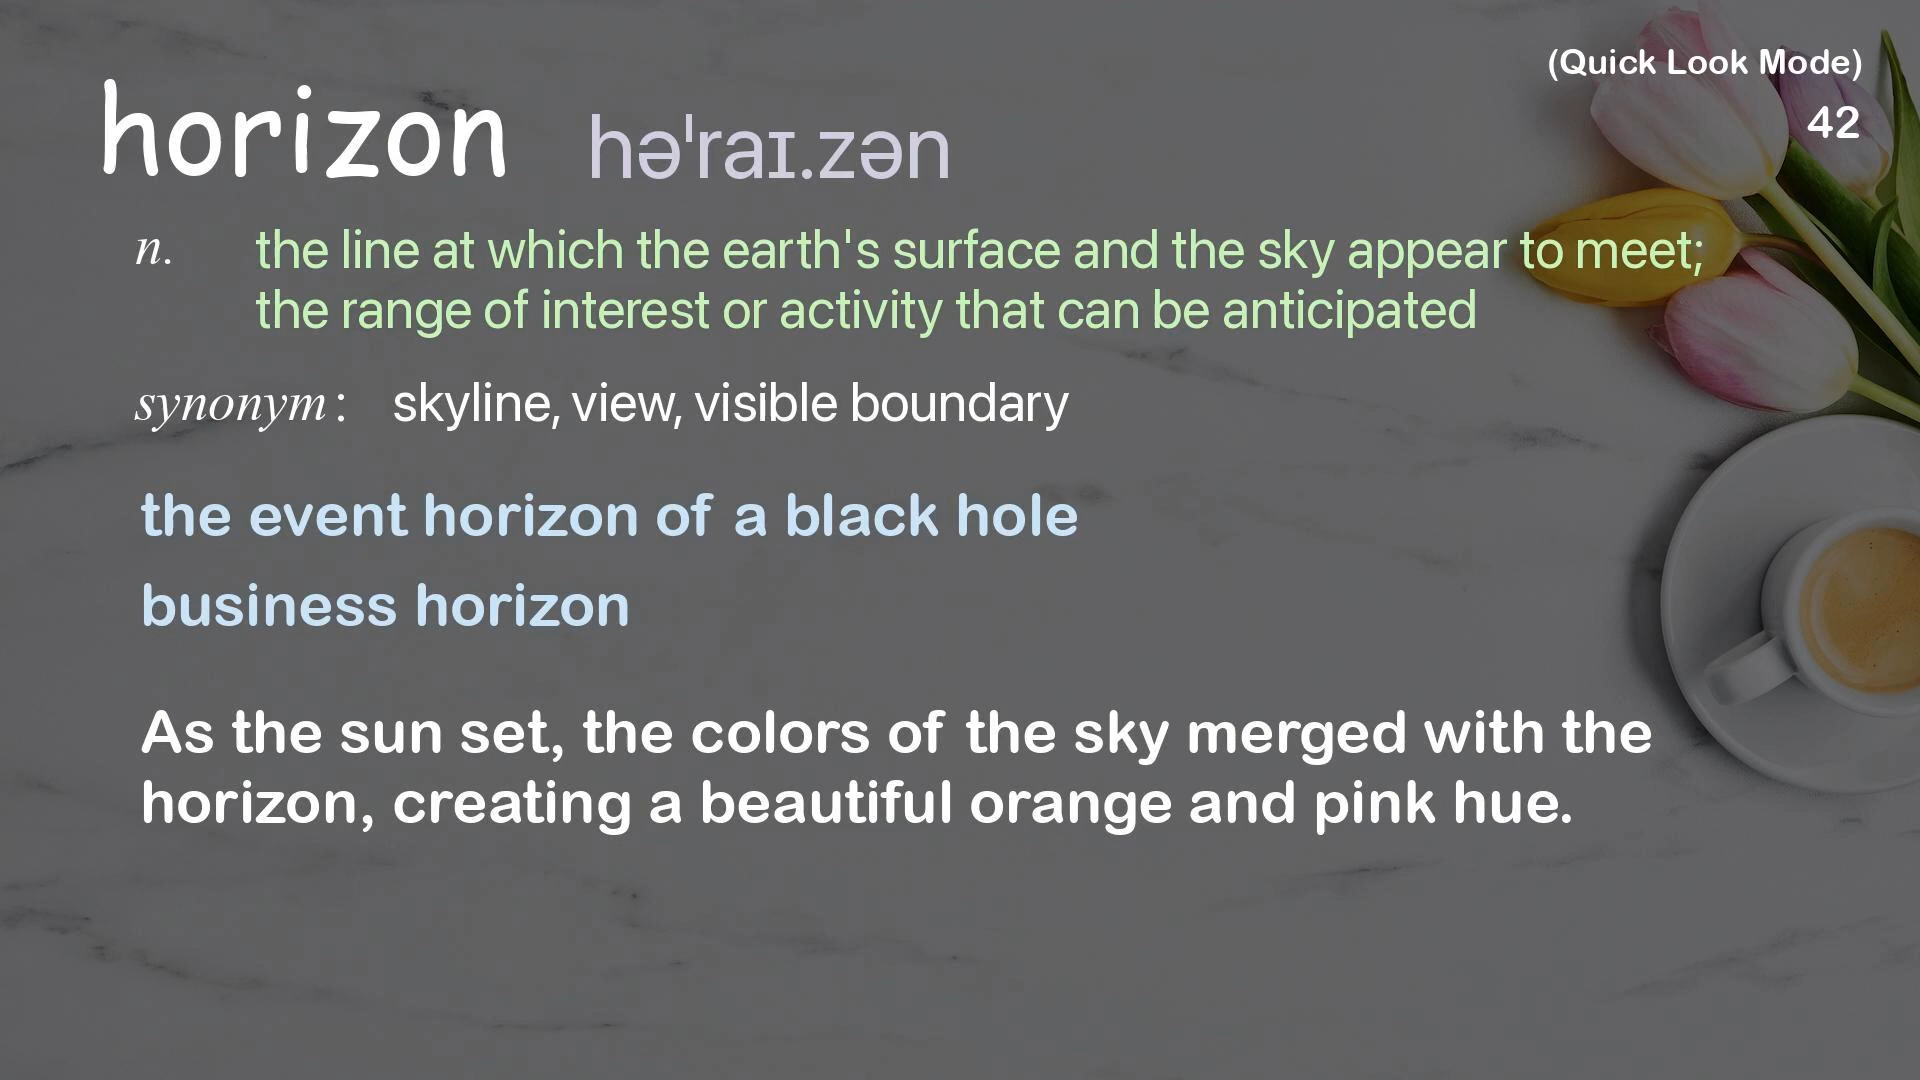 (Quick Look Mode)
42
horizon həˈraɪ.zən
n. the line at which the earth's surface and the sky appear to meet;
the range of interest or activity that can be anticipated
synonym: skyline, view, visible boundary
the event horizon of a black hole
business horizon
As the sun set, the colors of the sky merged with the
horizon, creating a beautiful orange and pink hue.